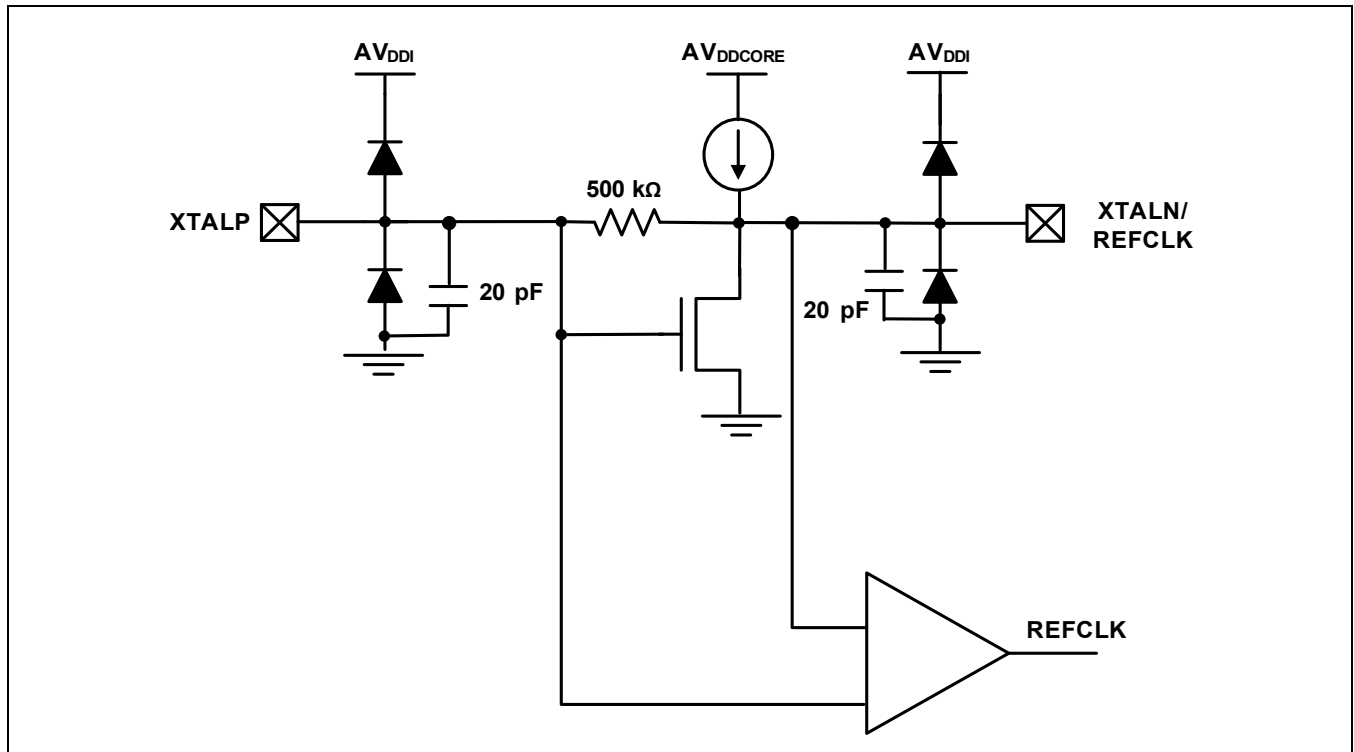 AVDDI
AVDDCORE
AVDDI
500 kΩ
XTALP
XTALN/
REFCLK
20 pF
20 pF
REFCLK